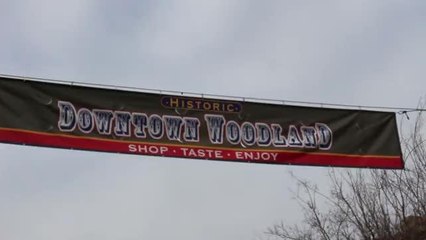 HISTORIC
DOWNTOWN WOODLAND
SHOP · TASTE · ENJOY